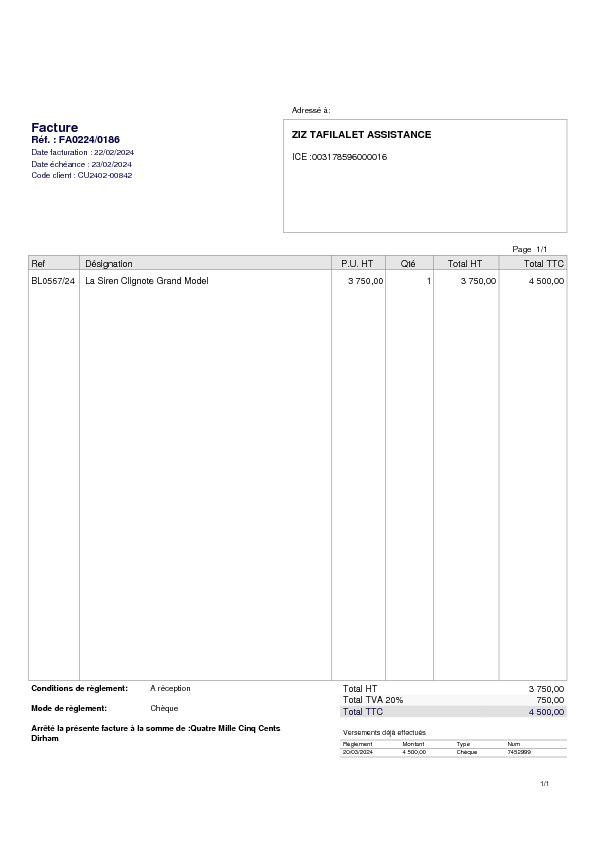 Adressé à:
Facture
Réf. : FA0224/0186
Date facturation : 22/02/2024
Date échéance : 23/02/2024
Code client : CU2402-00842
ZIZ TAFILALET ASSISTANCE
ICE :003178596000016
Page 1/1
Ref Désignation P.U. HT Qté Total HT Total TTC
BL0567/24 La Siren Clignote Grand Model 3 750,00 1 3 750,00 4 500,00
Conditions de règlement: A réception
Mode de règlement: Chèque
Arrêté la présente facture à la somme de :Quatre Mille Cinq Cents
Dirham
Total HT 3 750,00
Total TVA 20% 750,00
Total TTC 4 500,00
Versements déjà effectués
Règlement Montant Type Num
20/03/2024 4 500,00 Chèque 7452999
1/1